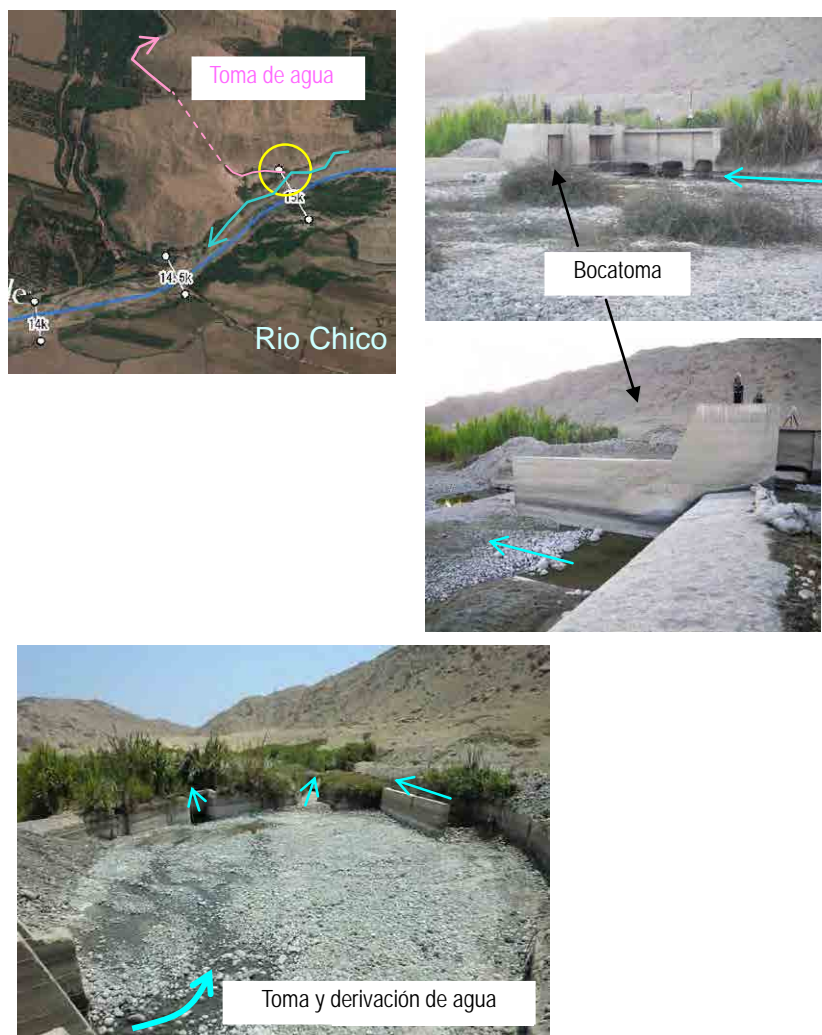 Toma de agua
15k
14.5k
14k
Rio Chico
Bocatoma
Toma y derivación de agua